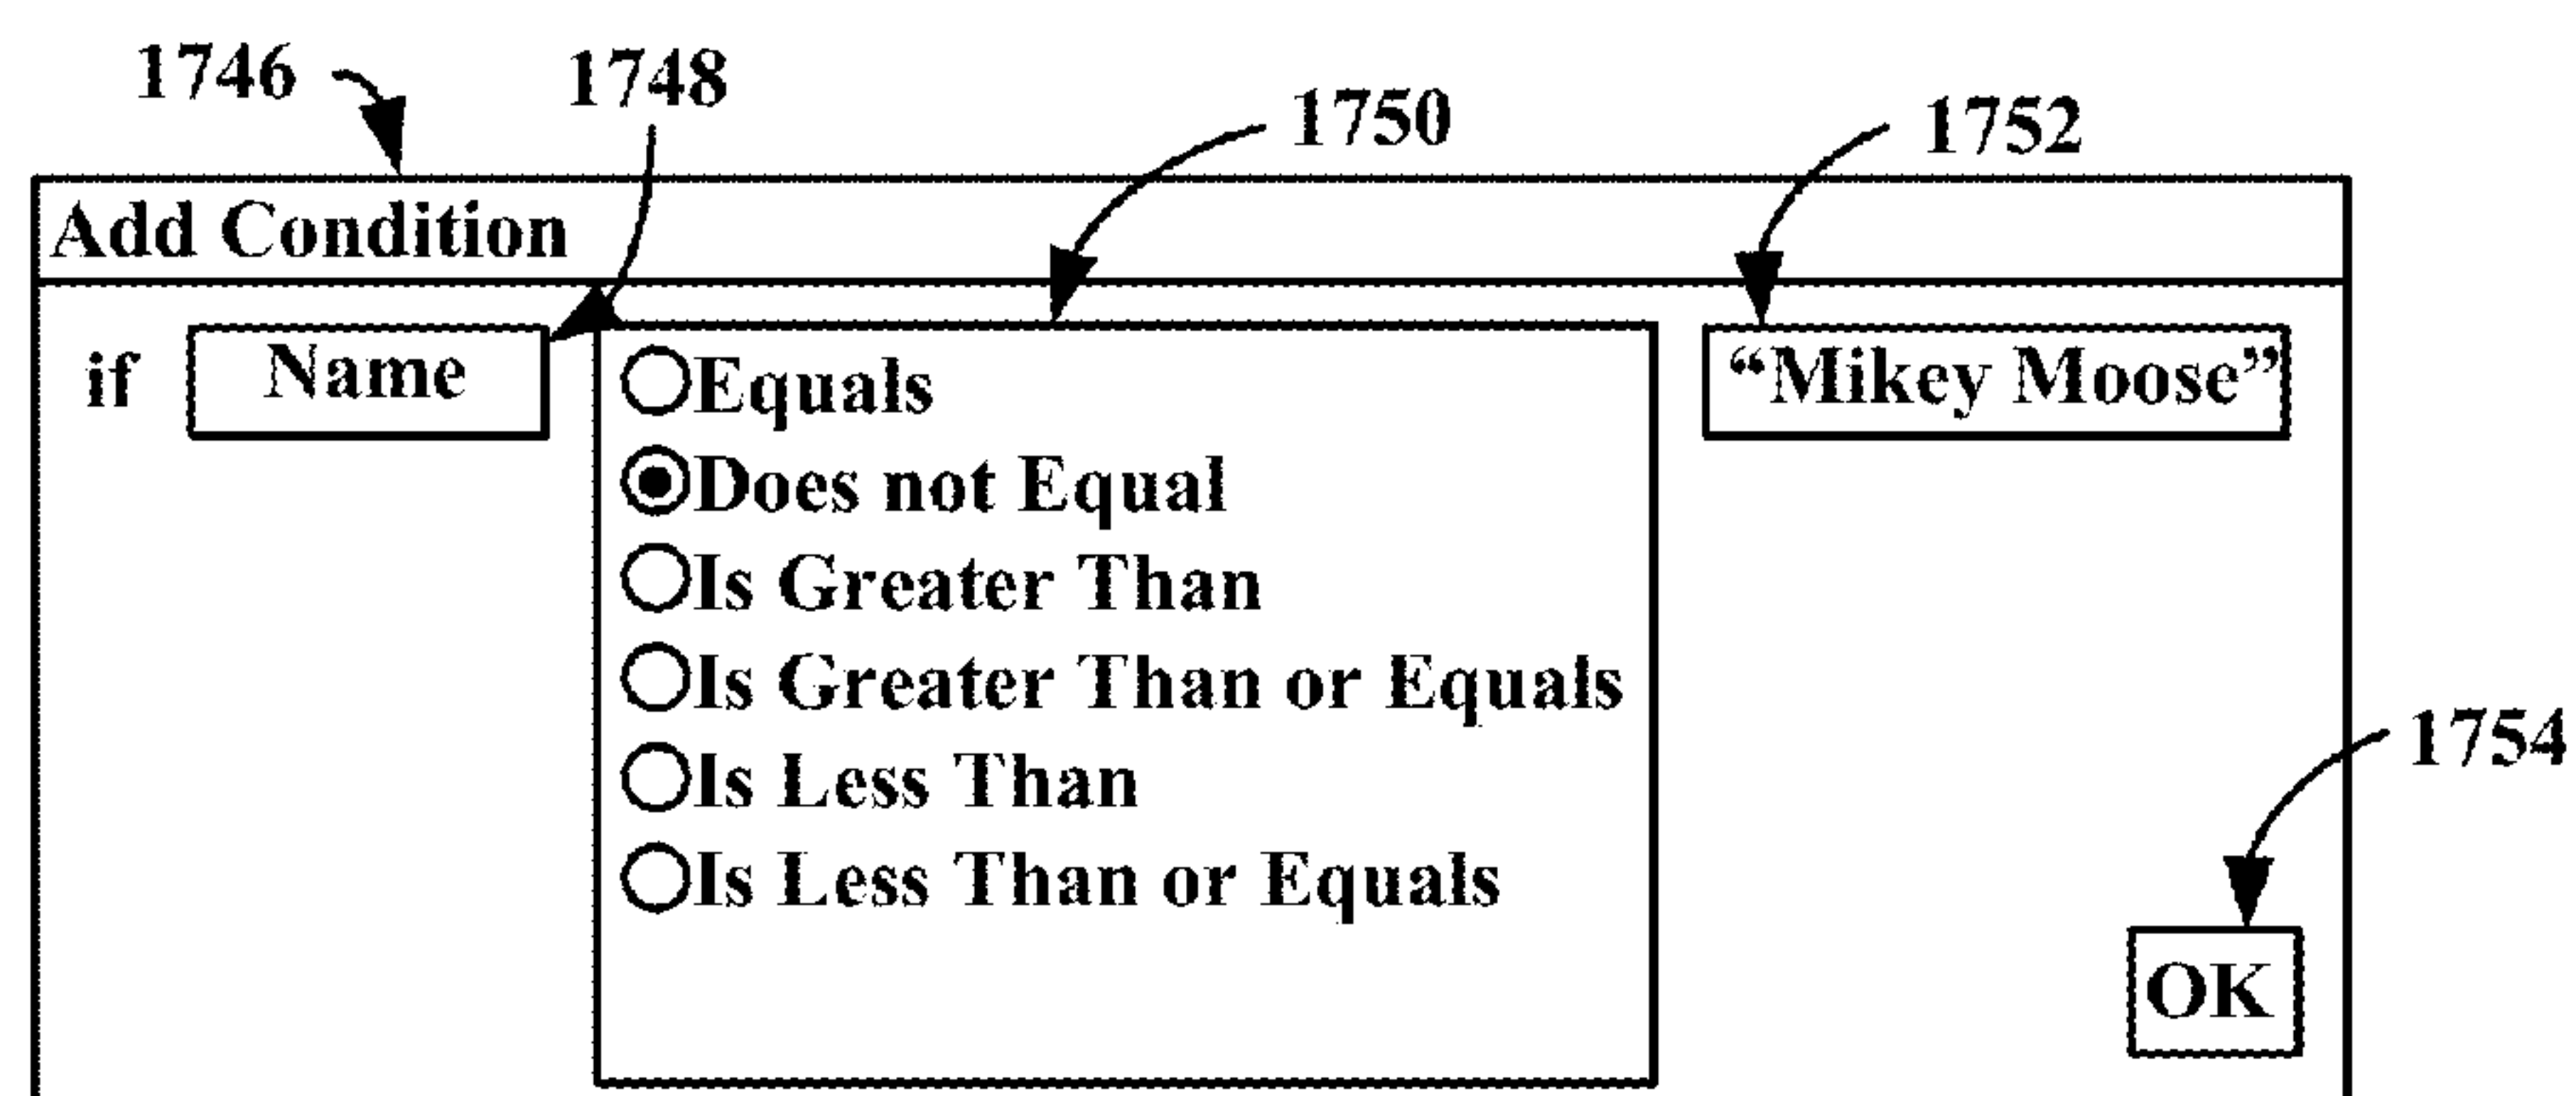 1746 1748 1750 1752
Add Condition
if Name Equals “Mikey Moose”
Does not Equal
Is Greater Than
Is Greater Than or Equals
1754
Is Less Than
Is Less Than or Equals
OK